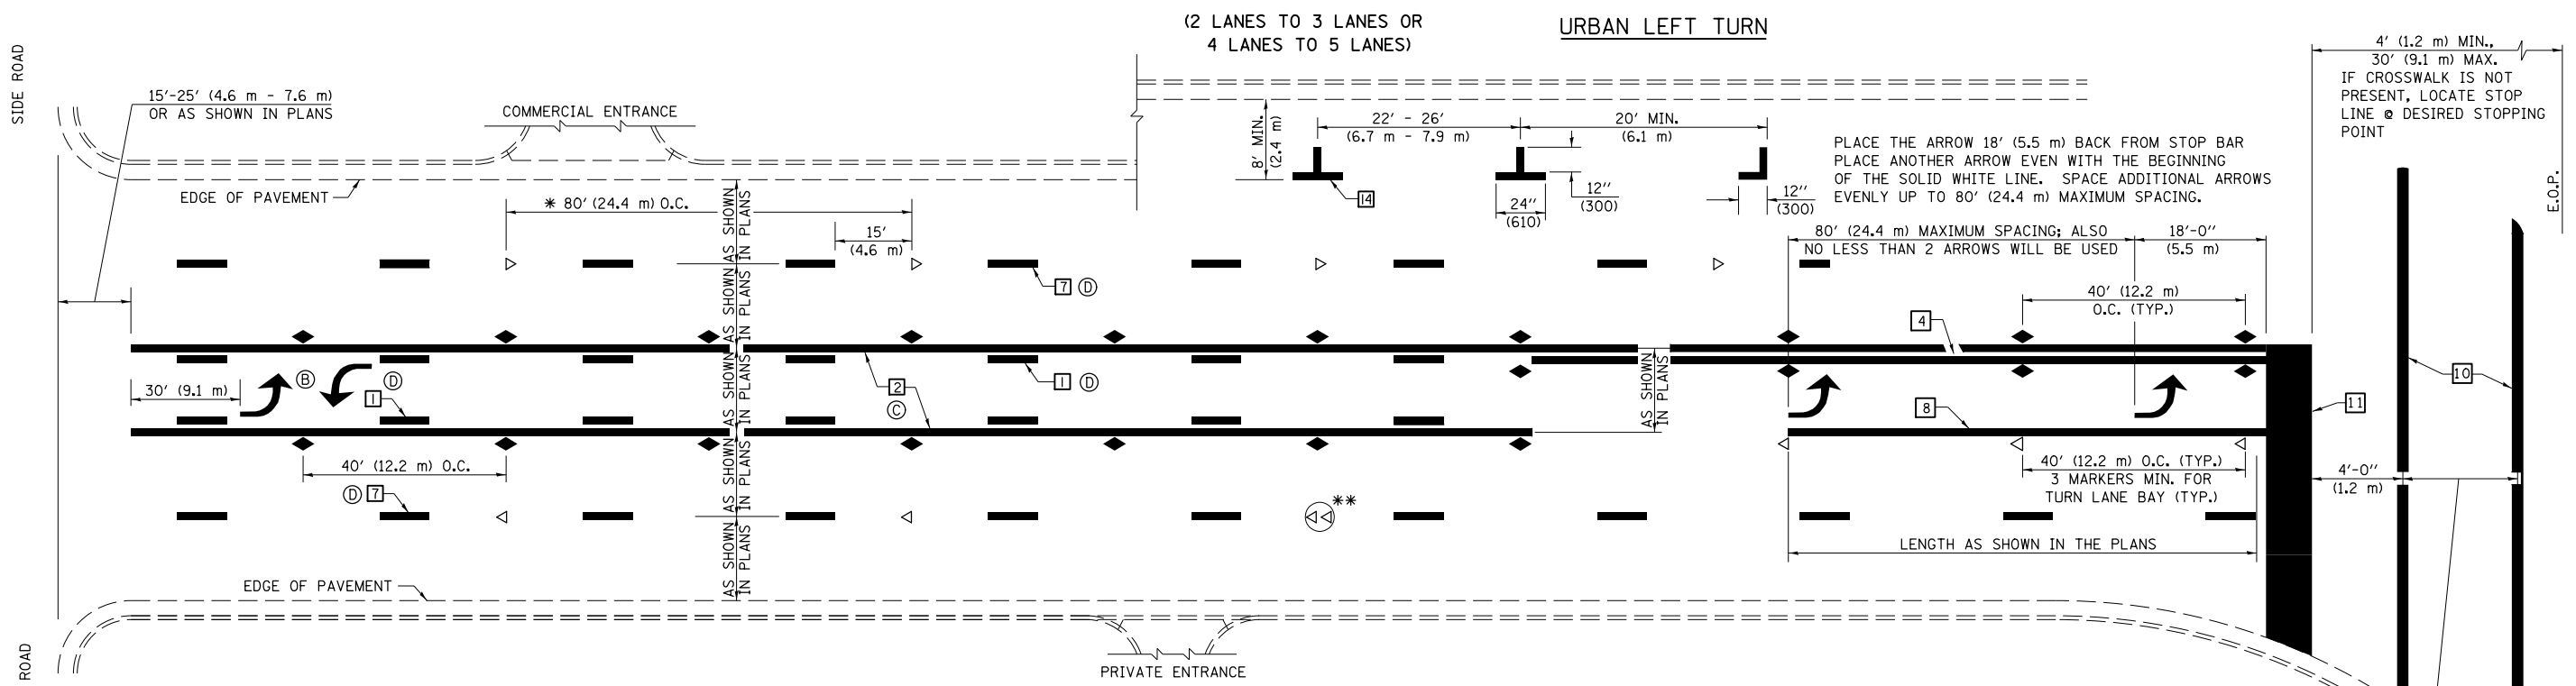 (2 LANES TO 3 LANES OR
4 LANES TO 5 LANES)
URBAN LEFT TURN
SIDE ROAD
15'-25' (4.6 m - 7.6 m)
OR AS SHOWN IN PLANS
COMMERCIAL ENTRANCE
EDGE OF PAVEMENT
* 80' (24.4 m) O.C.
15'
(4.6 m)
AS SHOWN
IN PLANS
AS SHOWN
IN PLANS
AS SHOWN
IN PLANS
AS SHOWN
IN PLANS
AS SHOWN
IN PLANS
8' MIN.
(2.4 m)
22' - 26'
(6.7 m - 7.9 m)
20' MIN.
(6.1 m)
14
24"
(610)
12"
(300)
12"
(300)
PLACE THE ARROW 18' (5.5 m) BACK FROM STOP BAR
PLACE ANOTHER ARROW EVEN WITH THE BEGINNING
OF THE SOLID WHITE LINE. SPACE ADDITIONAL ARROWS
EVENLY UP TO 80' (24.4 m) MAXIMUM SPACING.
80' (24.4 m) MAXIMUM SPACING; ALSO
NO LESS THAN 2 ARROWS WILL BE USED
18'-0"
(5.5 m)
4' (1.2 m) MIN.,
30' (9.1 m) MAX.
IF CROSSWALK IS NOT
PRESENT, LOCATE STOP
LINE @ DESIRED STOPPING
POINT
E.O.P.
7 D
40' (12.2 m)
O.C. (TYP.)
4
30' (9.1 m)
B
D
1
1 D
2
C
AS SHOWN
IN PLANS
8
11
10
40' (12.2 m) O.C.
D 7
**
40' (12.2 m) O.C. (TYP.)
3 MARKERS MIN. FOR
TURN LANE BAY (TYP.)
4'-0"
(1.2 m)
LENGTH AS SHOWN IN THE PLANS
EDGE OF PAVEMENT
PRIVATE ENTRANCE
ROAD